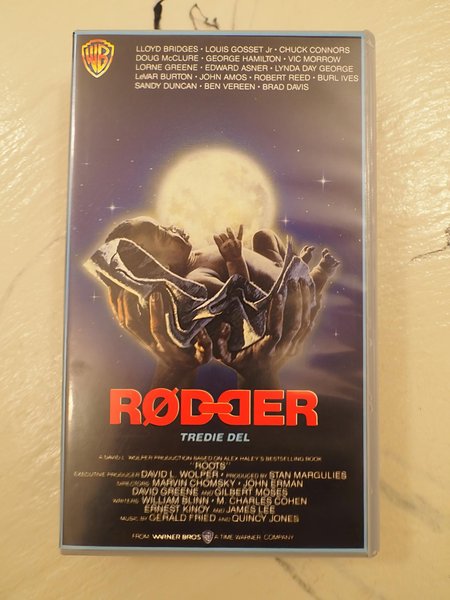 WB
LLOYD BRIDGES • LOUIS GOSSET Jr • CHUCK CONNORS
DOUG McCLURE • GEORGE HAMILTON • VIC MORROW
LORNE GREENE • EDWARD ASNER • LYNDA DAY GEORGE
LeVAR BURTON • JOHN AMOS • ROBERT REED • BURL IVES
SANDY DUNCAN • BEN VEREEN • BRAD DAVIS
RØDDER
TREDIE DEL
A DAVID L. WOLPER PRODUCTION BASED ON ALEX HALEY'S BESTSELLING BOOK
"ROOTS"
EXECUTIVE PRODUCER DAVID L. WOLPER • PRODUCED BY STAN MARGULIES
DIRECTORS MARVIN CHOMSKY • JOHN ERMAN
DAVID GREENE AND GILBERT MOSES
WRITERS WILLIAM BLINN • M. CHARLES COHEN
ERNEST KINOY AND JAMES LEE
MUSIC BY GERALD FRIED AND QUINCY JONES
FROM WARNER BROS A TIME WARNER COMPANY